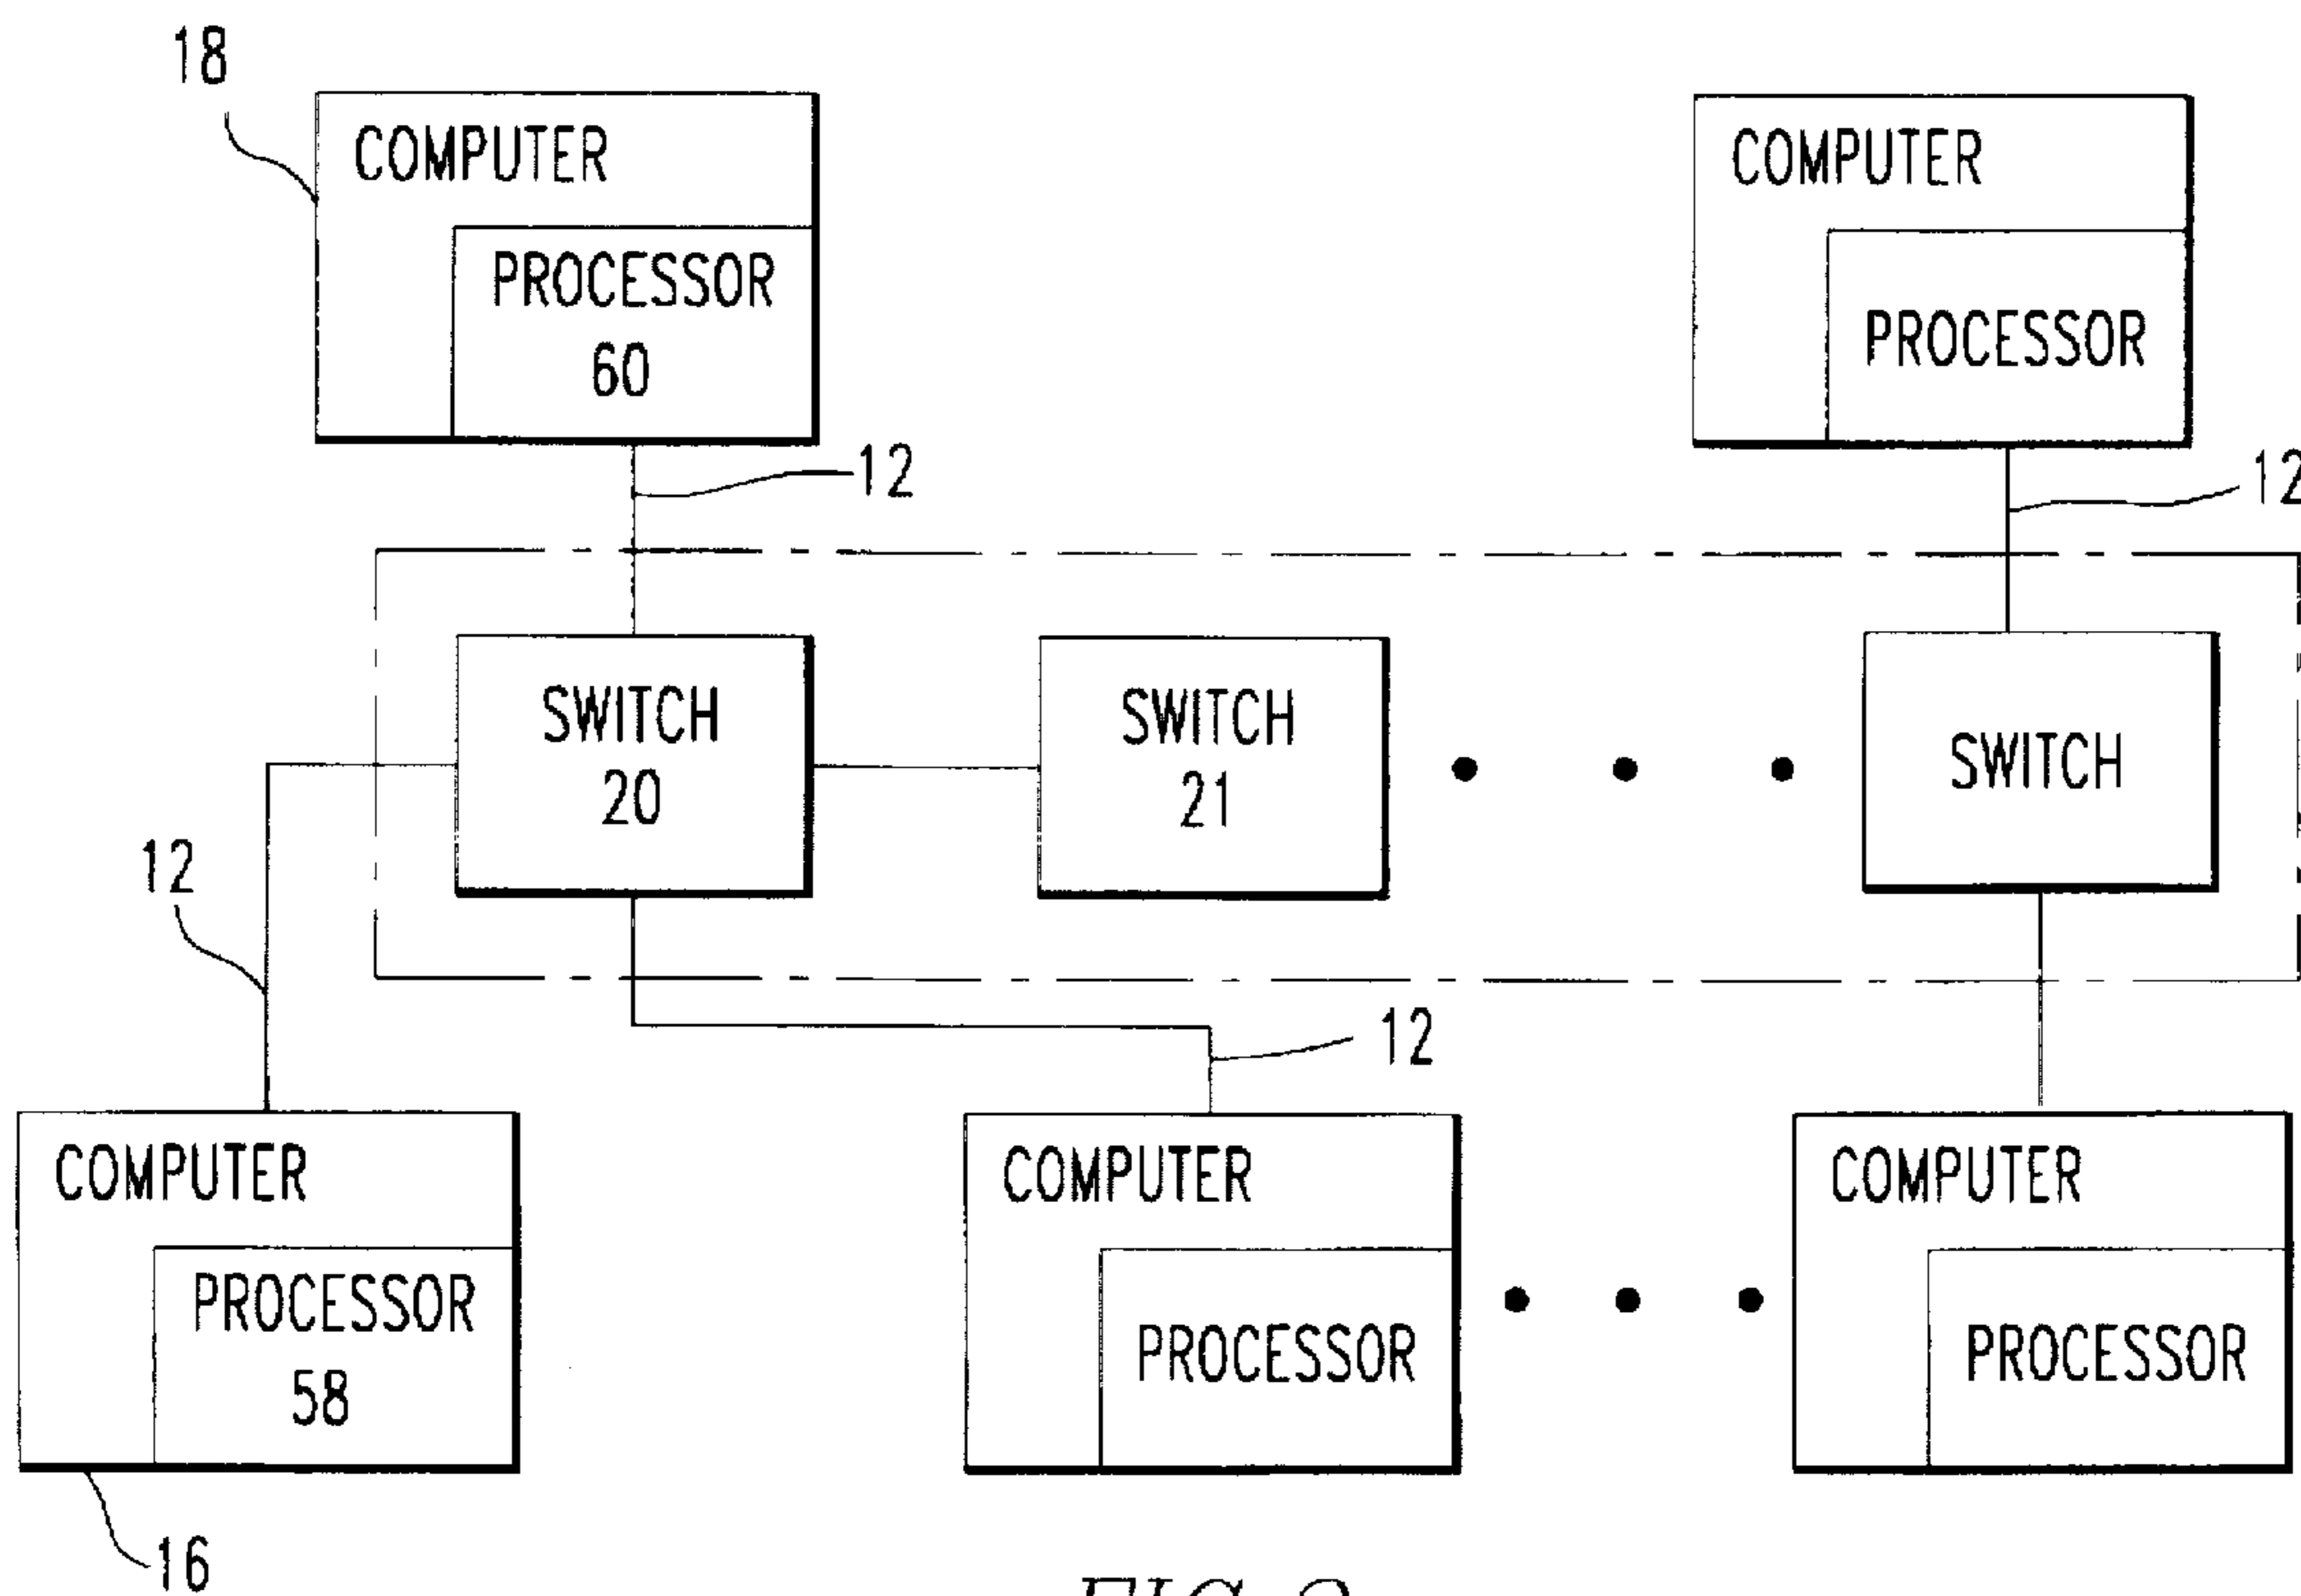 18
COMPUTER
PROCESSOR
60
COMPUTER
PROCESSOR
12
12
SWITCH
20
SWITCH
21
SWITCH
12
12
COMPUTER
PROCESSOR
58
COMPUTER
PROCESSOR
COMPUTER
PROCESSOR
16